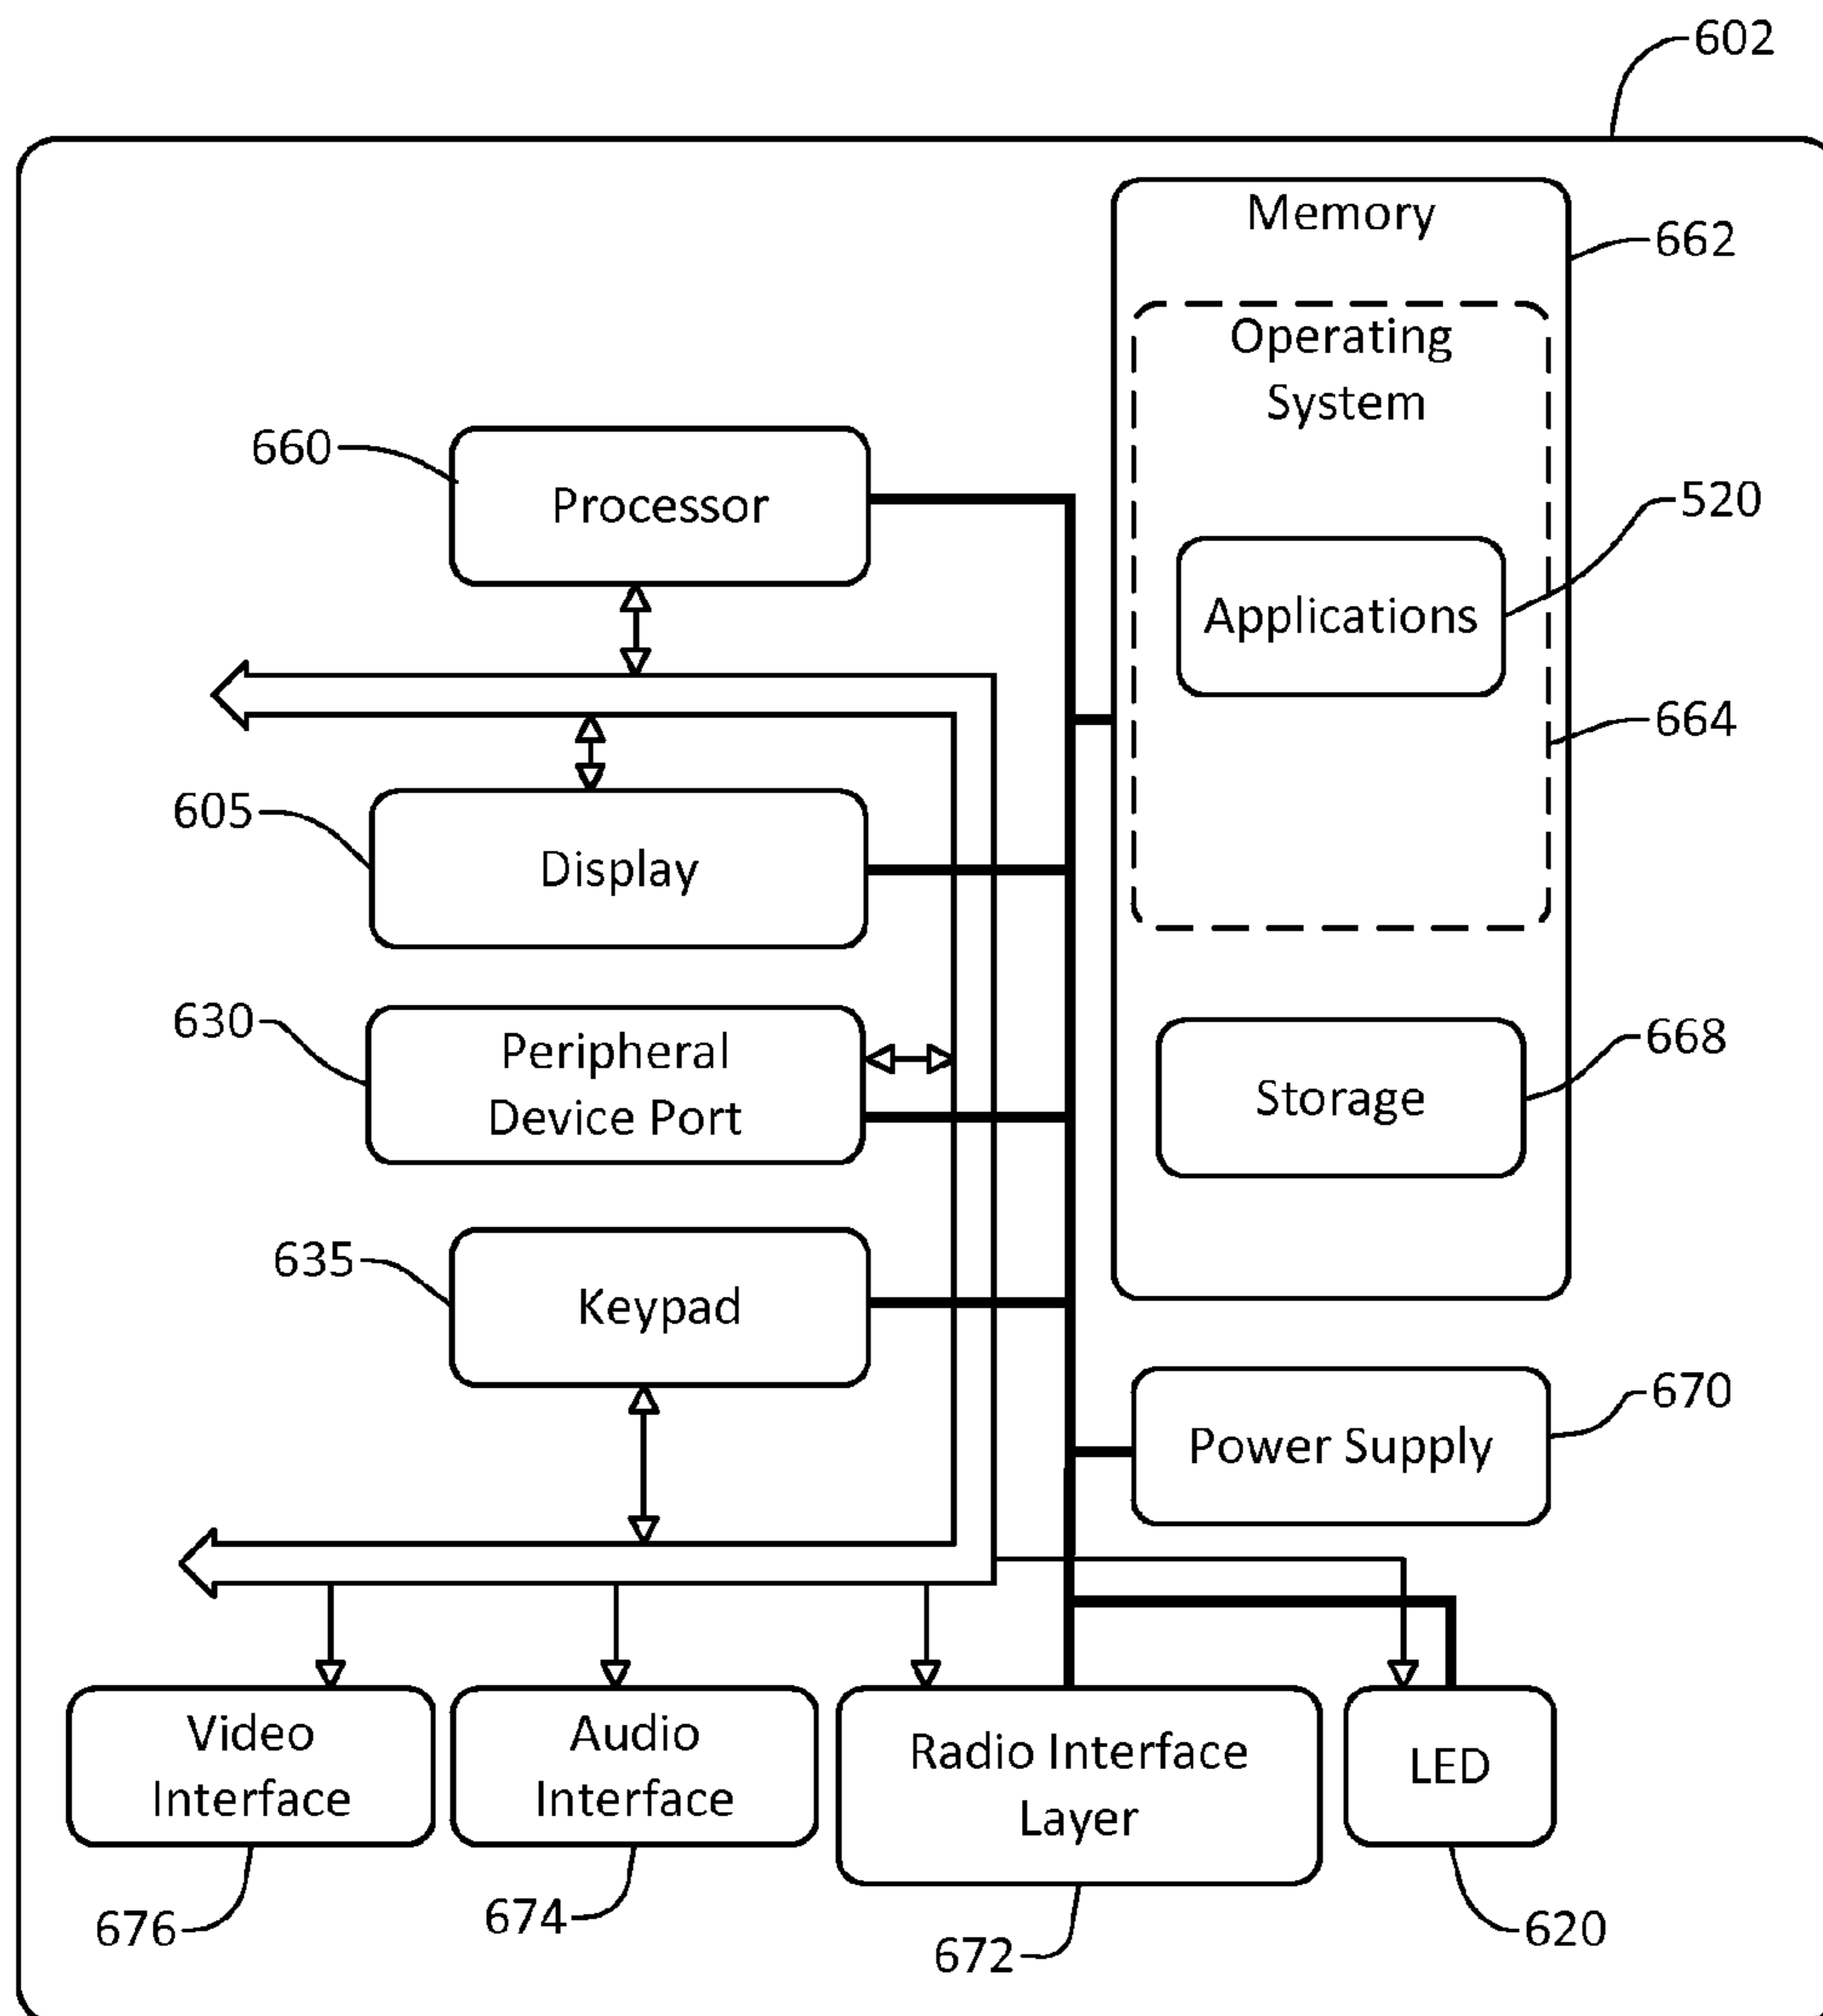 602
Memory
662
Operating
System
660
Processor
520
Applications
664
605
Display
630
Peripheral
Device Port
668
Storage
635
Keypad
670
Power Supply
Video
Interface
Audio
Interface
Radio Interface
Layer
LED
676
674
672
620